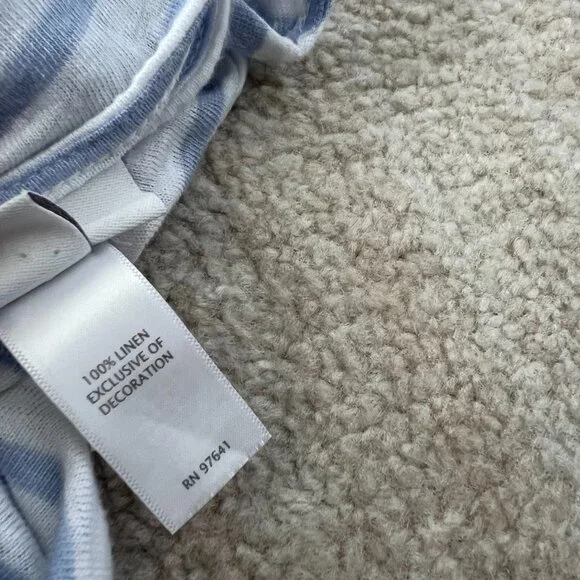 100% LINEN
EXCLUSIVE OF
DECORATION
RN 97641